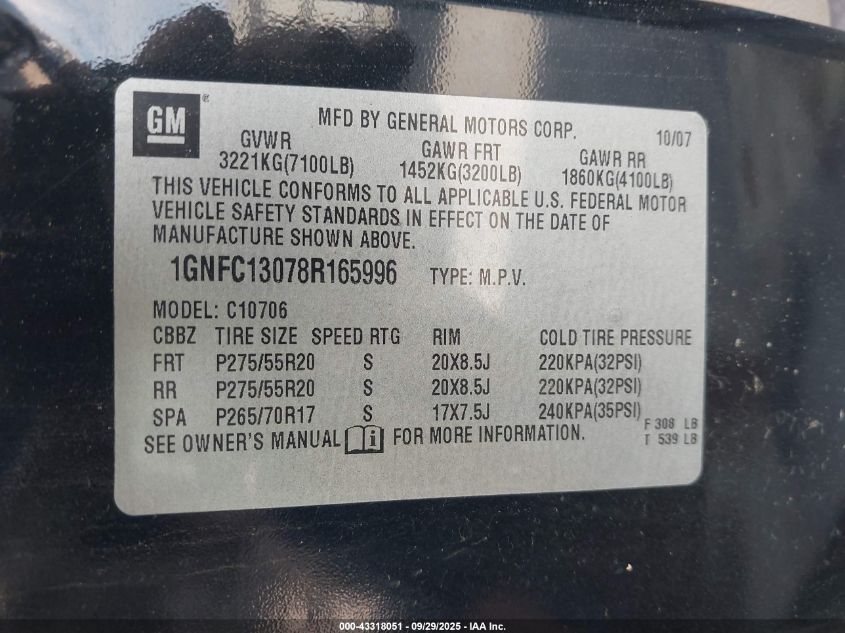 GM ®
MFD BY GENERAL MOTORS CORP. 10/07
GVWR GAWR FRT GAWR RR
3221KG(7100LB) 1452KG(3200LB) 1860KG(4100LB)
THIS VEHICLE CONFORMS TO ALL APPLICABLE U.S. FEDERAL MOTOR
VEHICLE SAFETY STANDARDS IN EFFECT ON THE DATE OF
MANUFACTURE SHOWN ABOVE.
1GNFC13078R165996 TYPE: M.P.V.
MODEL: C10706
CBBZ TIRE SIZE SPEED RTG RIM COLD TIRE PRESSURE
FRT P275/55R20 S 20X8.5J 220KPA(32PSI)
RR P275/55R20 S 20X8.5J 220KPA(32PSI)
SPA P265/70R17 S 17X7.5J 240KPA(35PSI)
SEE OWNER'S MANUAL i FOR MORE INFORMATION.
F 308 LB
T 539 LB
000-43318051 - 09/29/2025 - IAA Inc.